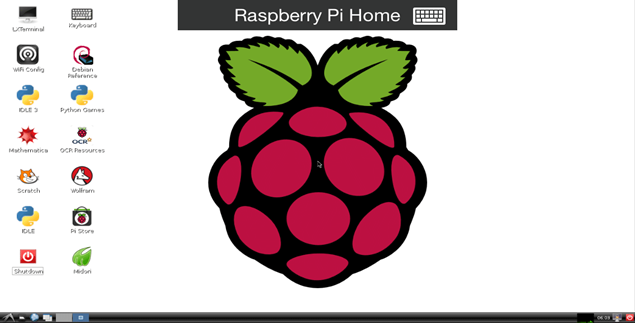 Raspberry Pi Home
LXTerminal
Keyboard
Wifi Config
Debian
Reference
IDLE 3
Python Games
Mathematica
OCR
OCR Resources
Scratch
Wolfram
IDLE
Pi Store
Shutdown
Midori